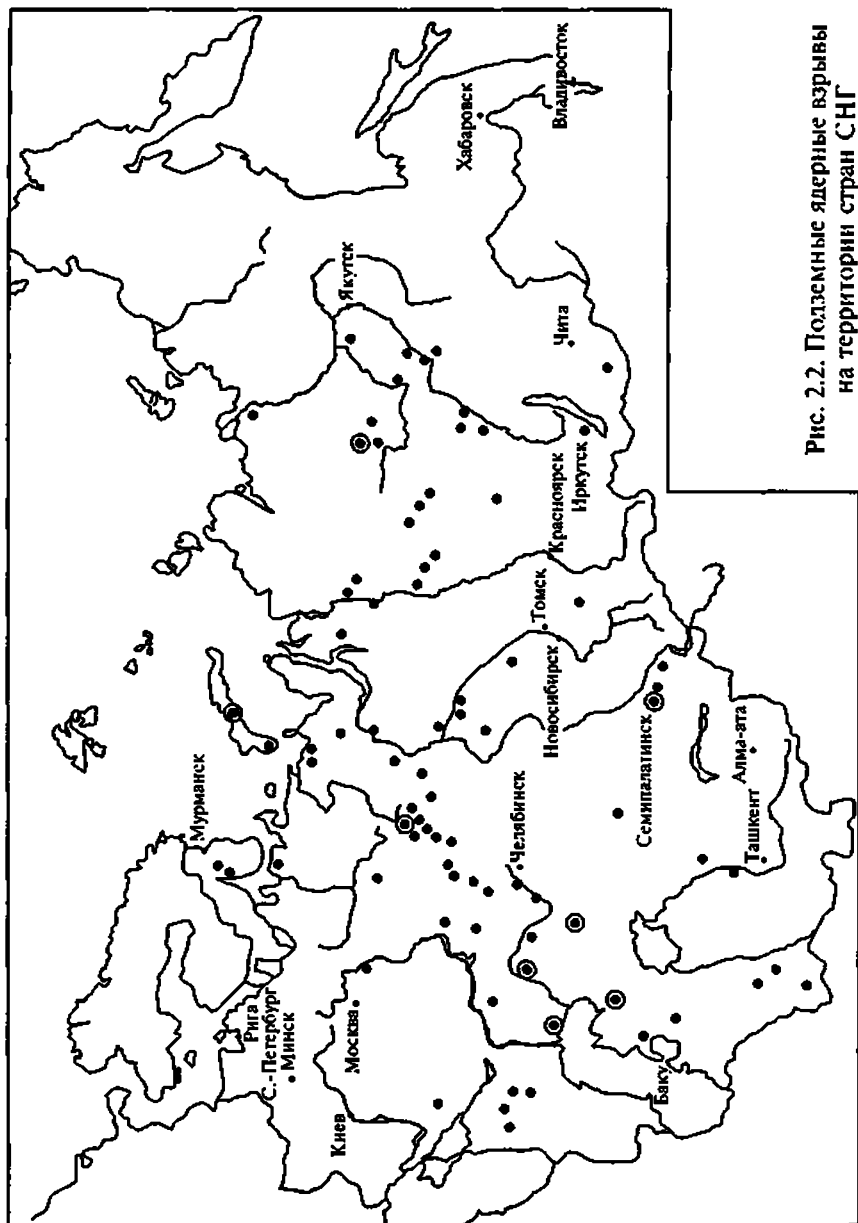 Мурманск
Рига
С.-Петербург
Минск
Киев
Москва
Баку
Челябинск
Новосибирск
Томск
Красноярск
Иркутск
Якутск
Чита
Хабаровск
Владивосток
Семипалатинск
Алма-ата
Ташкент
Рис. 2.2. Подземные ядерные взрывы
на территории стран СНГ